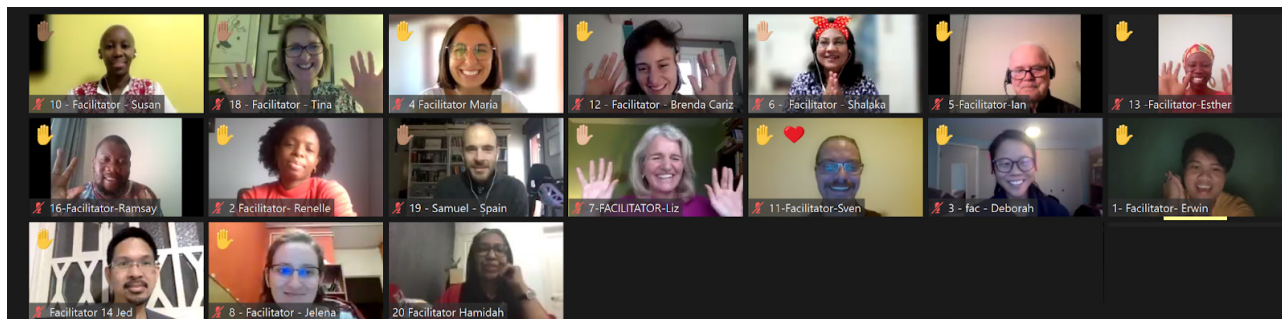 10 - Facilitator - Susan
18 - Facilitator - Tina
4 Facilitator Maria
12 - Facilitator - Brenda Cariz
6 - Facilitator - Shalaka
5-Facilitator-Ian
13 -Facilitator-Esther
16-Facilitator-Ramsay
2 Facilitator- Renelle
19 - Samuel - Spain
7-FACILITATOR-Liz
11-Facilitator-Sven
3 - fac - Deborah
1- Facilitator- Erwin
Facilitator 14 Jed
8 - Facilitator - Jelena
20 Facilitator Hamidah